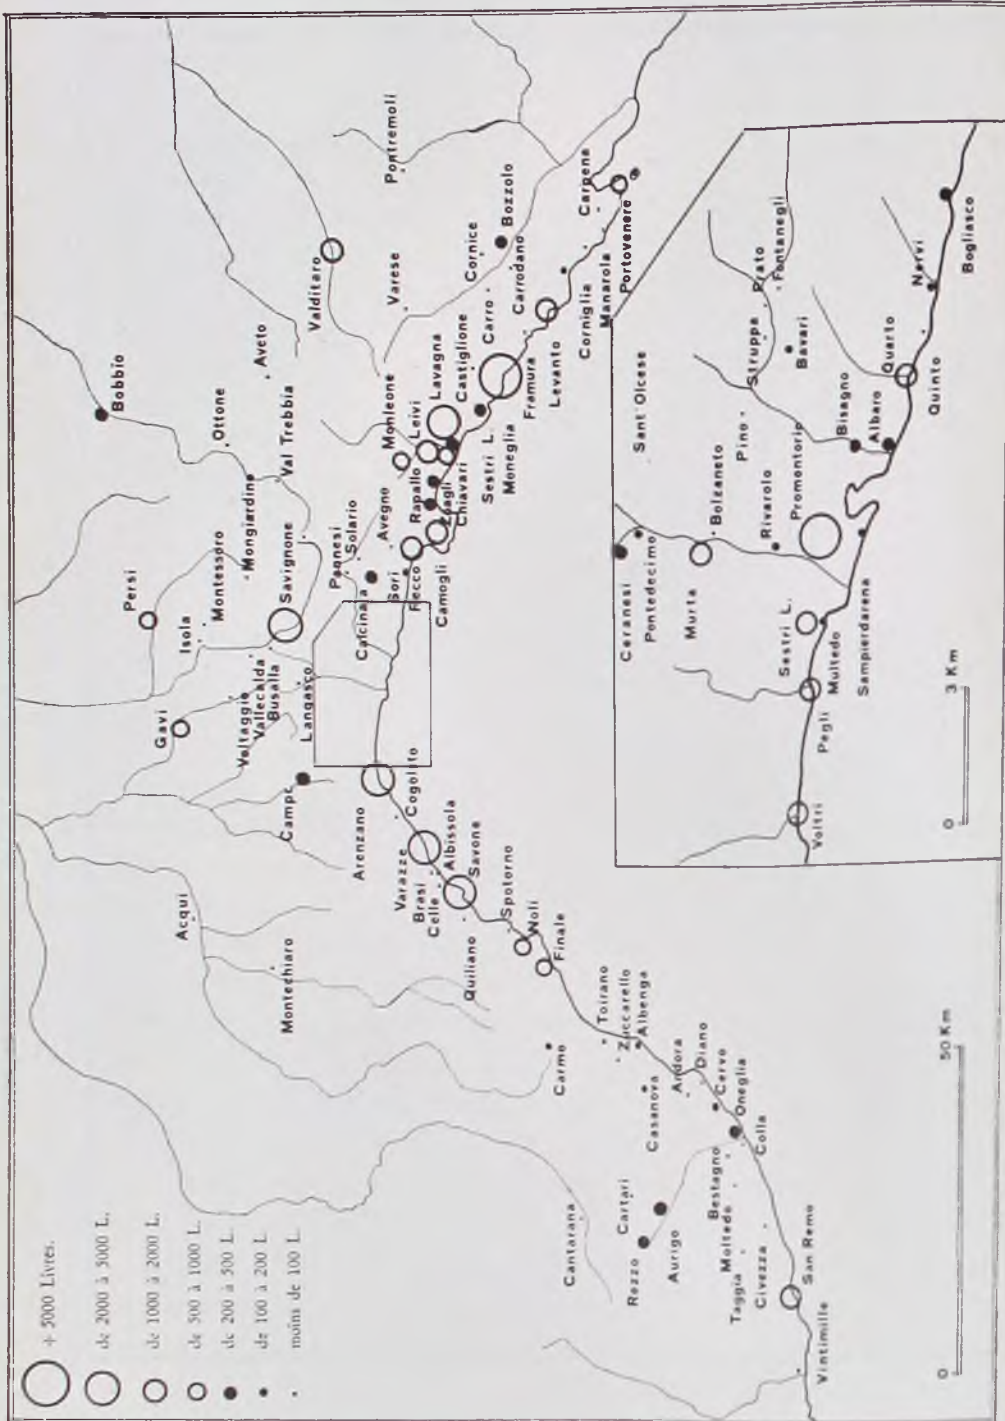 + 5000 Livres.
de 2000 à 5000 L.
de 1000 à 2000 L.
de 500 à 1000 L.
de 200 à 500 L.
de 100 à 200 L.
moins de 100 L.
Vintimille
San Remo
Civezza
Taggia
Moltedo
Bestagno
Colla
Oneglia
Cervo
Diano
Andora
Casanova
Aurigo
Rezzo
Cartari
Cantarana
Carmo
Albenga
Zuccarello
Toirano
Finale
Noli
Spotorno
Quiliano
Savone
Albissola
Celle
Brasi
Varazze
Cogoleto
Arenzano
Montechiaro
Acqui
Campo
Gavi
Voltaggio
Vallecalda
Busalla
Langasco
Isola
Persi
Montessoro
Savignone
Mongiardino
Val Trebbia
Ottone
Bobbio
Aveto
Calcinara
Pannesi
Solario
Avegno
Sori
Recco
Camogli
Rapallo
Zoagli
Chiavari
Monleone
Leivi
Lavagna
Castiglione
Sestri L.
Moneglia
Framura
Carro
Levanto
Carrodano
Cornice
Bozzolo
Varese
Valditaro
Pontremoli
Corniglia
Manarola
Portovenere
Carpena
0
50 Km
Voltri
Pegli
Multedo
Sestri L.
Sampierdarena
Promontorio
Rivarolo
Murta
Bolzaneto
Pontedecimo
Ceranesi
Sant'Olcese
Pino
Struppa
Prato
Fontanegli
Bavari
Bisagno
Albaro
Quarto
Quinto
Nervi
Bogliasco
0
3 Km